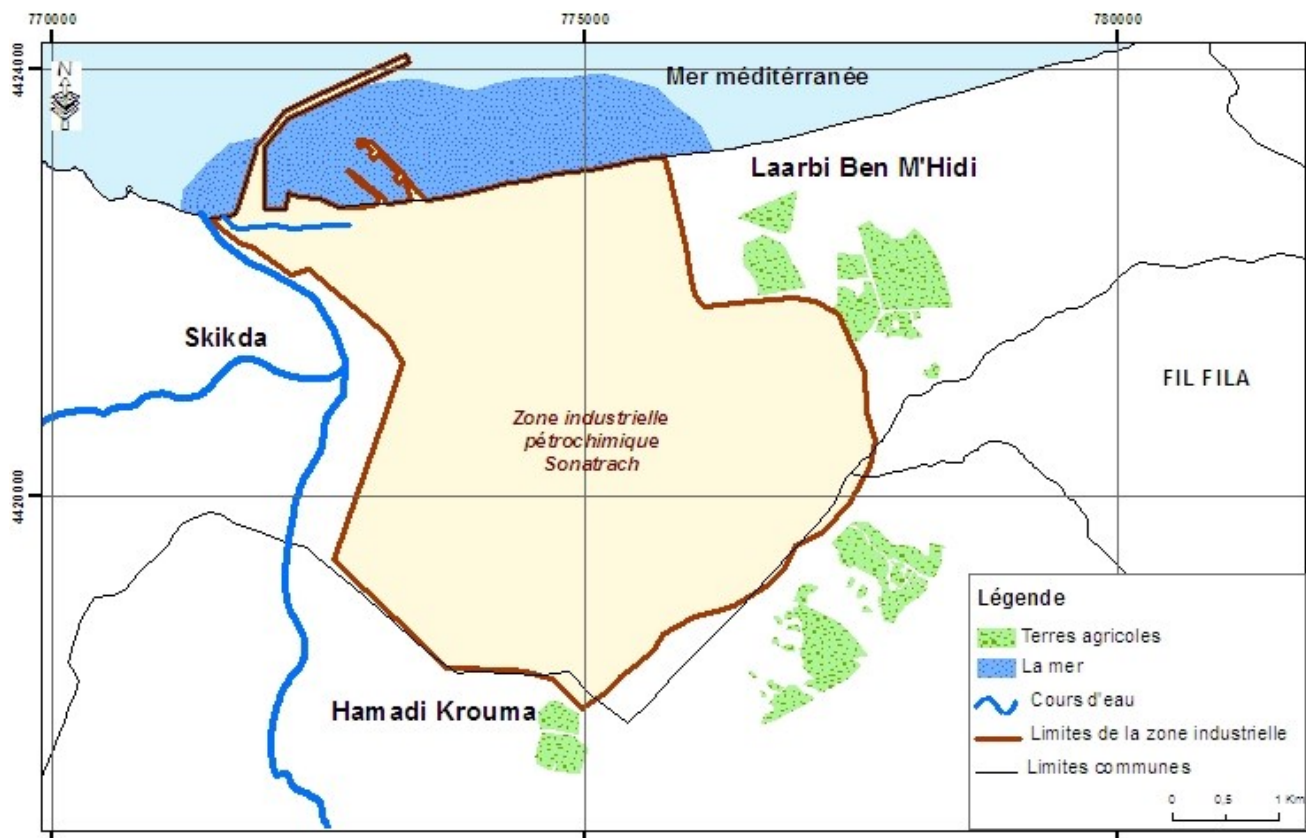 770000
775000
780000
4424000
N
Mer méditérranée
Laarbi Ben M'Hidi
Skikda
FIL FILA
Zone industrielle
pétrochimique
Sonatrach
4420000
Hamadi Krouma
Légende
Terres agricoles
La mer
Cours d'eau
Limites de la zone industrielle
Limites communes
0 0,5 1 Km